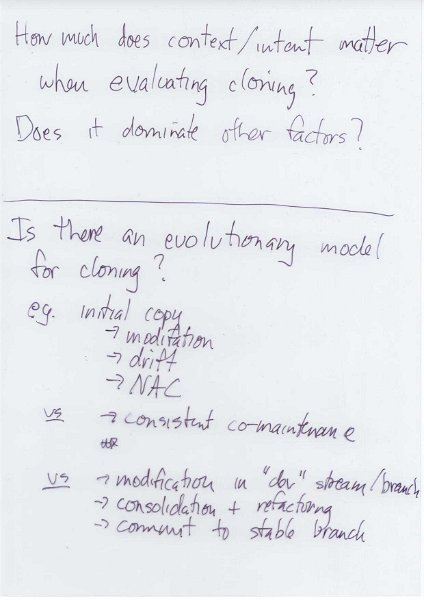 How much does context/intent matter
when evaluating cloning?
Does it dominate other factors?
Is there an evolutionary model
for cloning?
eg. initial copy
→ modifation
→ drift
→ NAC
vs → consistent co-maintenance
vs → modification in "dev" stream/branch
→ consolidation + refactoring
→ commit to stable branch